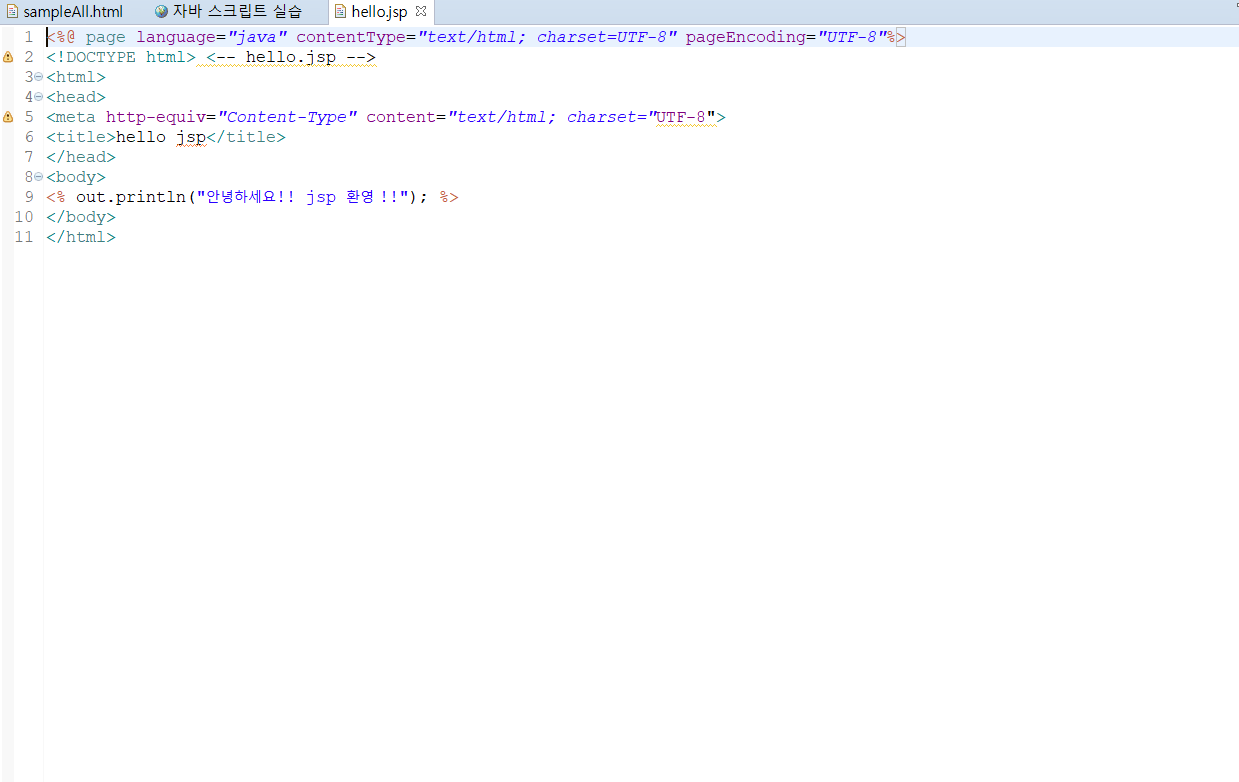 sampleAll.html 자바 스크립트 실습 hello.jsp
1 <%@ page language="java" contentType="text/html; charset=UTF-8" pageEncoding="UTF-8"%>
2 <!DOCTYPE html> <-- hello.jsp -->
3 <html>
4 <head>
5 <meta http-equiv="Content-Type" content="text/html; charset="UTF-8">
6 <title>hello jsp</title>
7 </head>
8 <body>
9 <% out.println("안녕하세요!! jsp 환영 !!"); %>
10 </body>
11 </html>